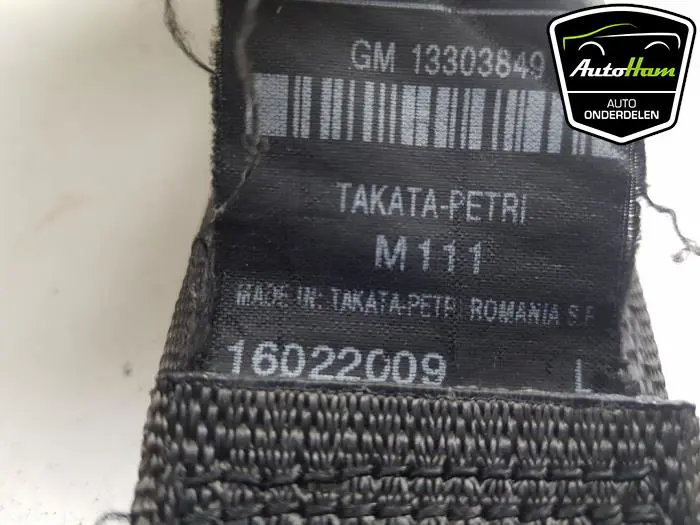 GM 13303849
AutoHam
AUTO
ONDERDELEN
TAKATA-PETRI
M111
MADE IN: TAKATA-PETRI ROMANIA S.R
16022009 L